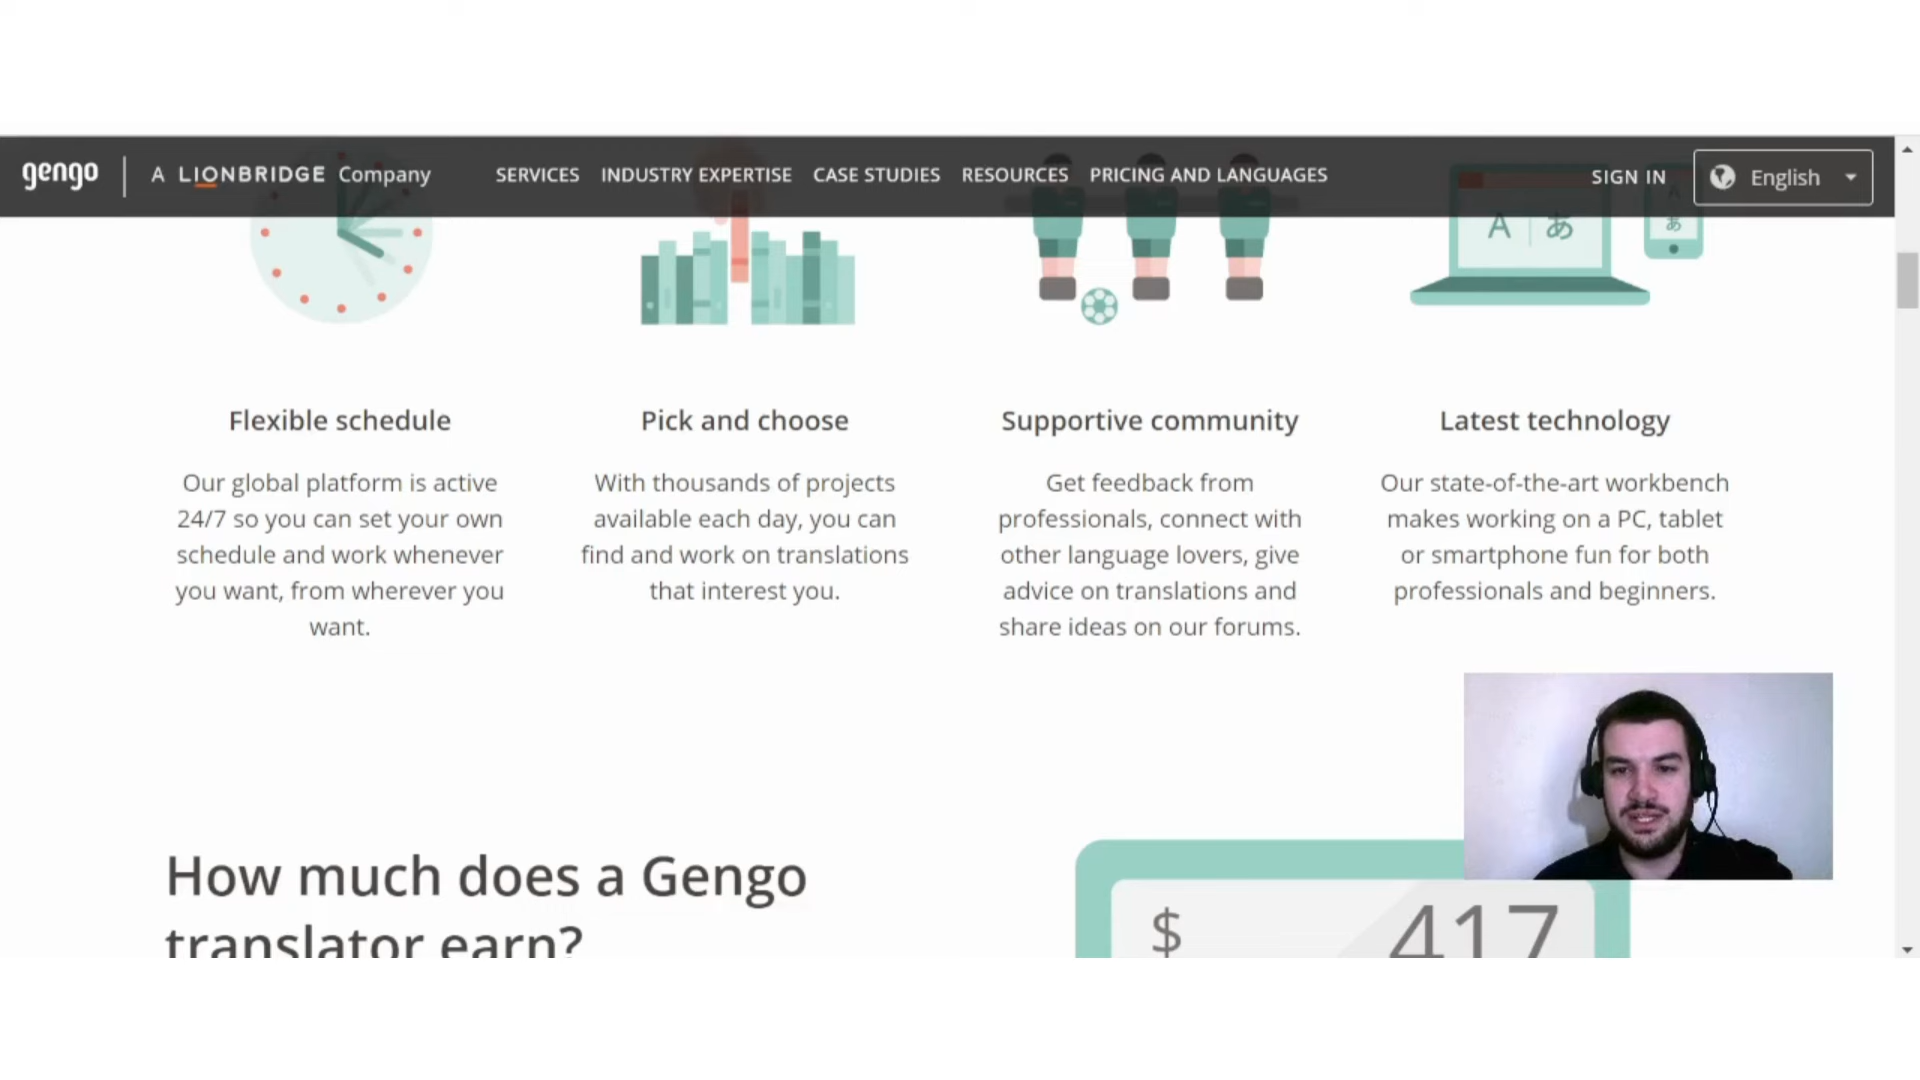 gengo
A LIONBRIDGE Company
SERVICES
INDUSTRY EXPERTISE
CASE STUDIES
RESOURCES
PRICING AND LANGUAGES
SIGN IN
English
A
あ
A
あ
Flexible schedule
Our global platform is active
24/7 so you can set your own
schedule and work whenever
you want, from wherever you
want.
Pick and choose
With thousands of projects
available each day, you can
find and work on translations
that interest you.
Supportive community
Get feedback from
professionals, connect with
other language lovers, give
advice on translations and
share ideas on our forums.
Latest technology
Our state-of-the-art workbench
makes working on a PC, tablet
or smartphone fun for both
professionals and beginners.
How much does a Gengo
translator earn?
$ 417